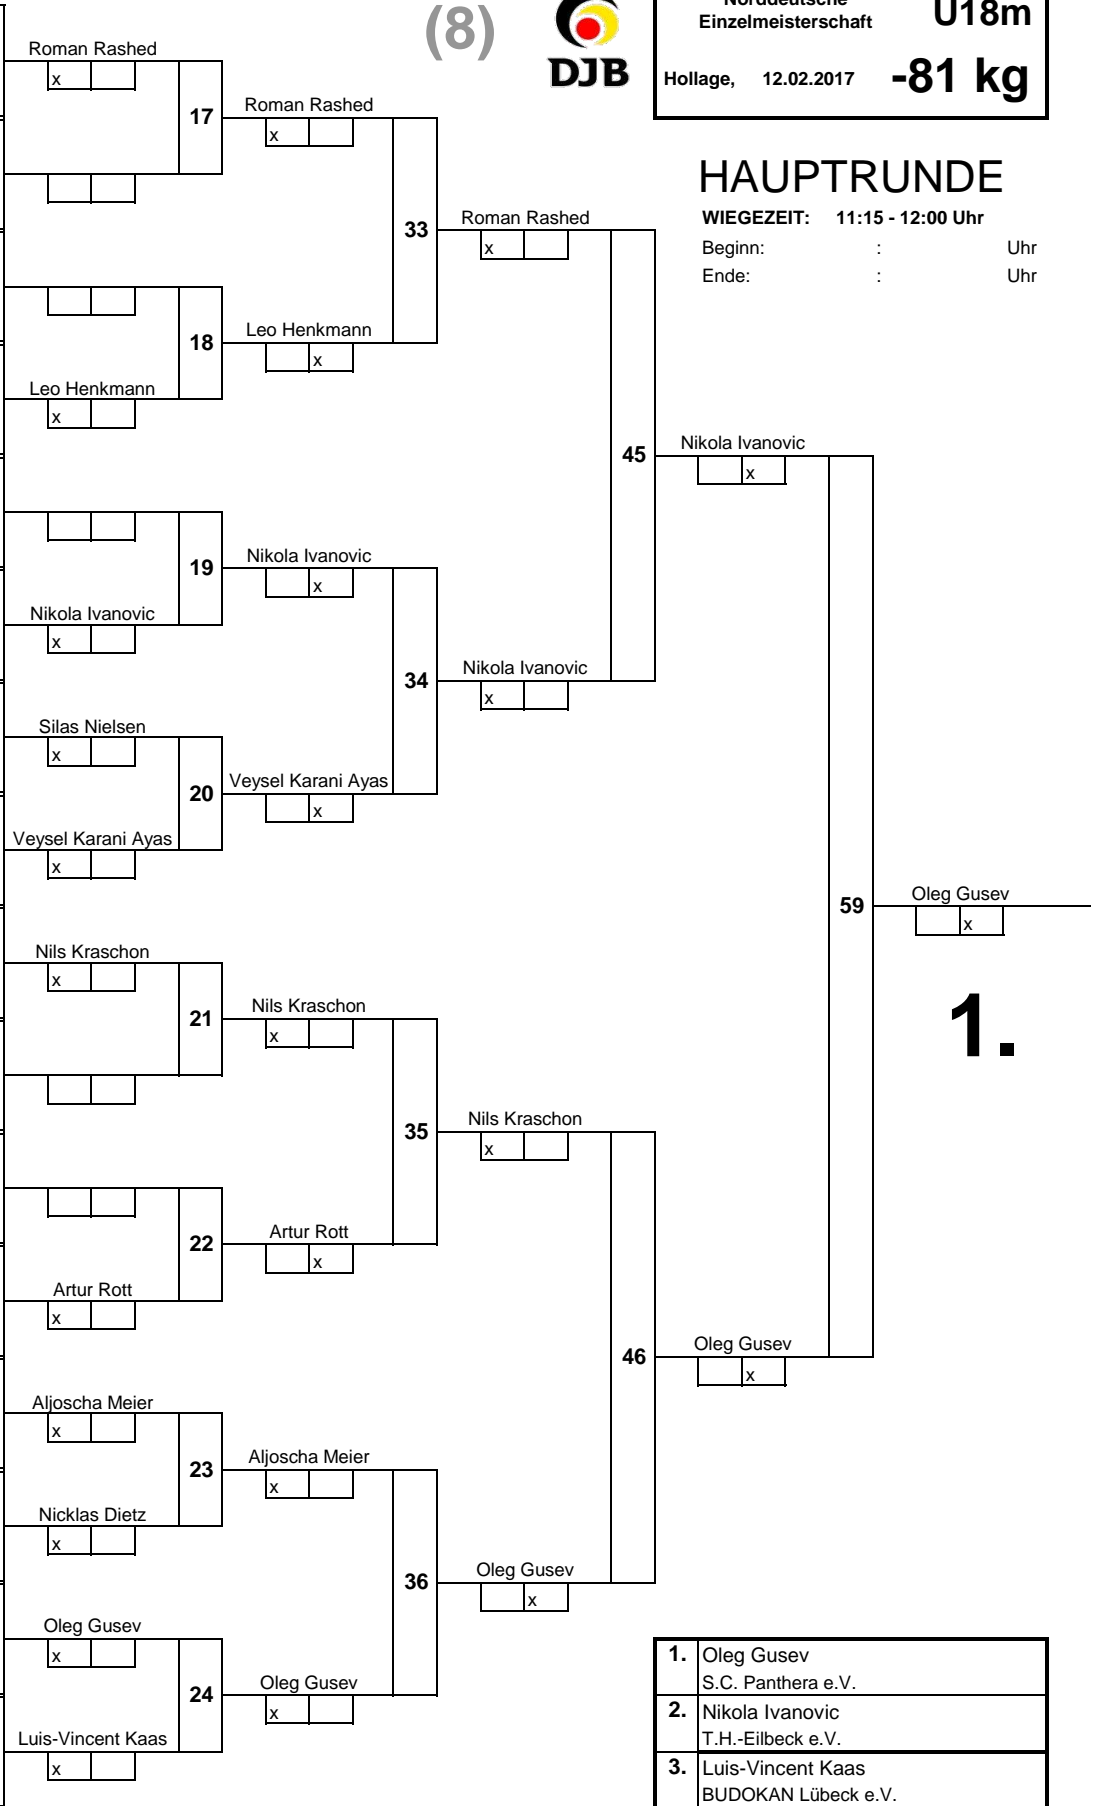 (8)
DJB
Norddeutsche
Einzelmeisterschaft
U18m
Hollage, 12.02.2017 -81 kg
HAUPTRUNDE
WIEGEZEIT: 11:15 - 12:00 Uhr
Beginn: : Uhr
Ende: : Uhr
Roman Rashed
x
17
Roman Rashed
x
33
Roman Rashed
x
18
Leo Henkmann
x
Leo Henkmann
x
45
Nikola Ivanovic
x
19
Nikola Ivanovic
x
Nikola Ivanovic
x
34
Nikola Ivanovic
x
Silas Nielsen
x
20
Veysel Karani Ayas
x
Veysel Karani Ayas
x
59
Oleg Gusev
x
1.
Nils Kraschon
x
21
Nils Kraschon
x
35
Nils Kraschon
x
22
Artur Rott
x
Artur Rott
x
46
Oleg Gusev
x
Aljoscha Meier
x
23
Aljoscha Meier
x
Nicklas Dietz
x
36
Oleg Gusev
x
Oleg Gusev
x
24
Oleg Gusev
x
Luis-Vincent Kaas
x
1. Oleg Gusev
S.C. Panthera e.V.
2. Nikola Ivanovic
T.H.-Eilbeck e.V.
3. Luis-Vincent Kaas
BUDOKAN Lübeck e.V.